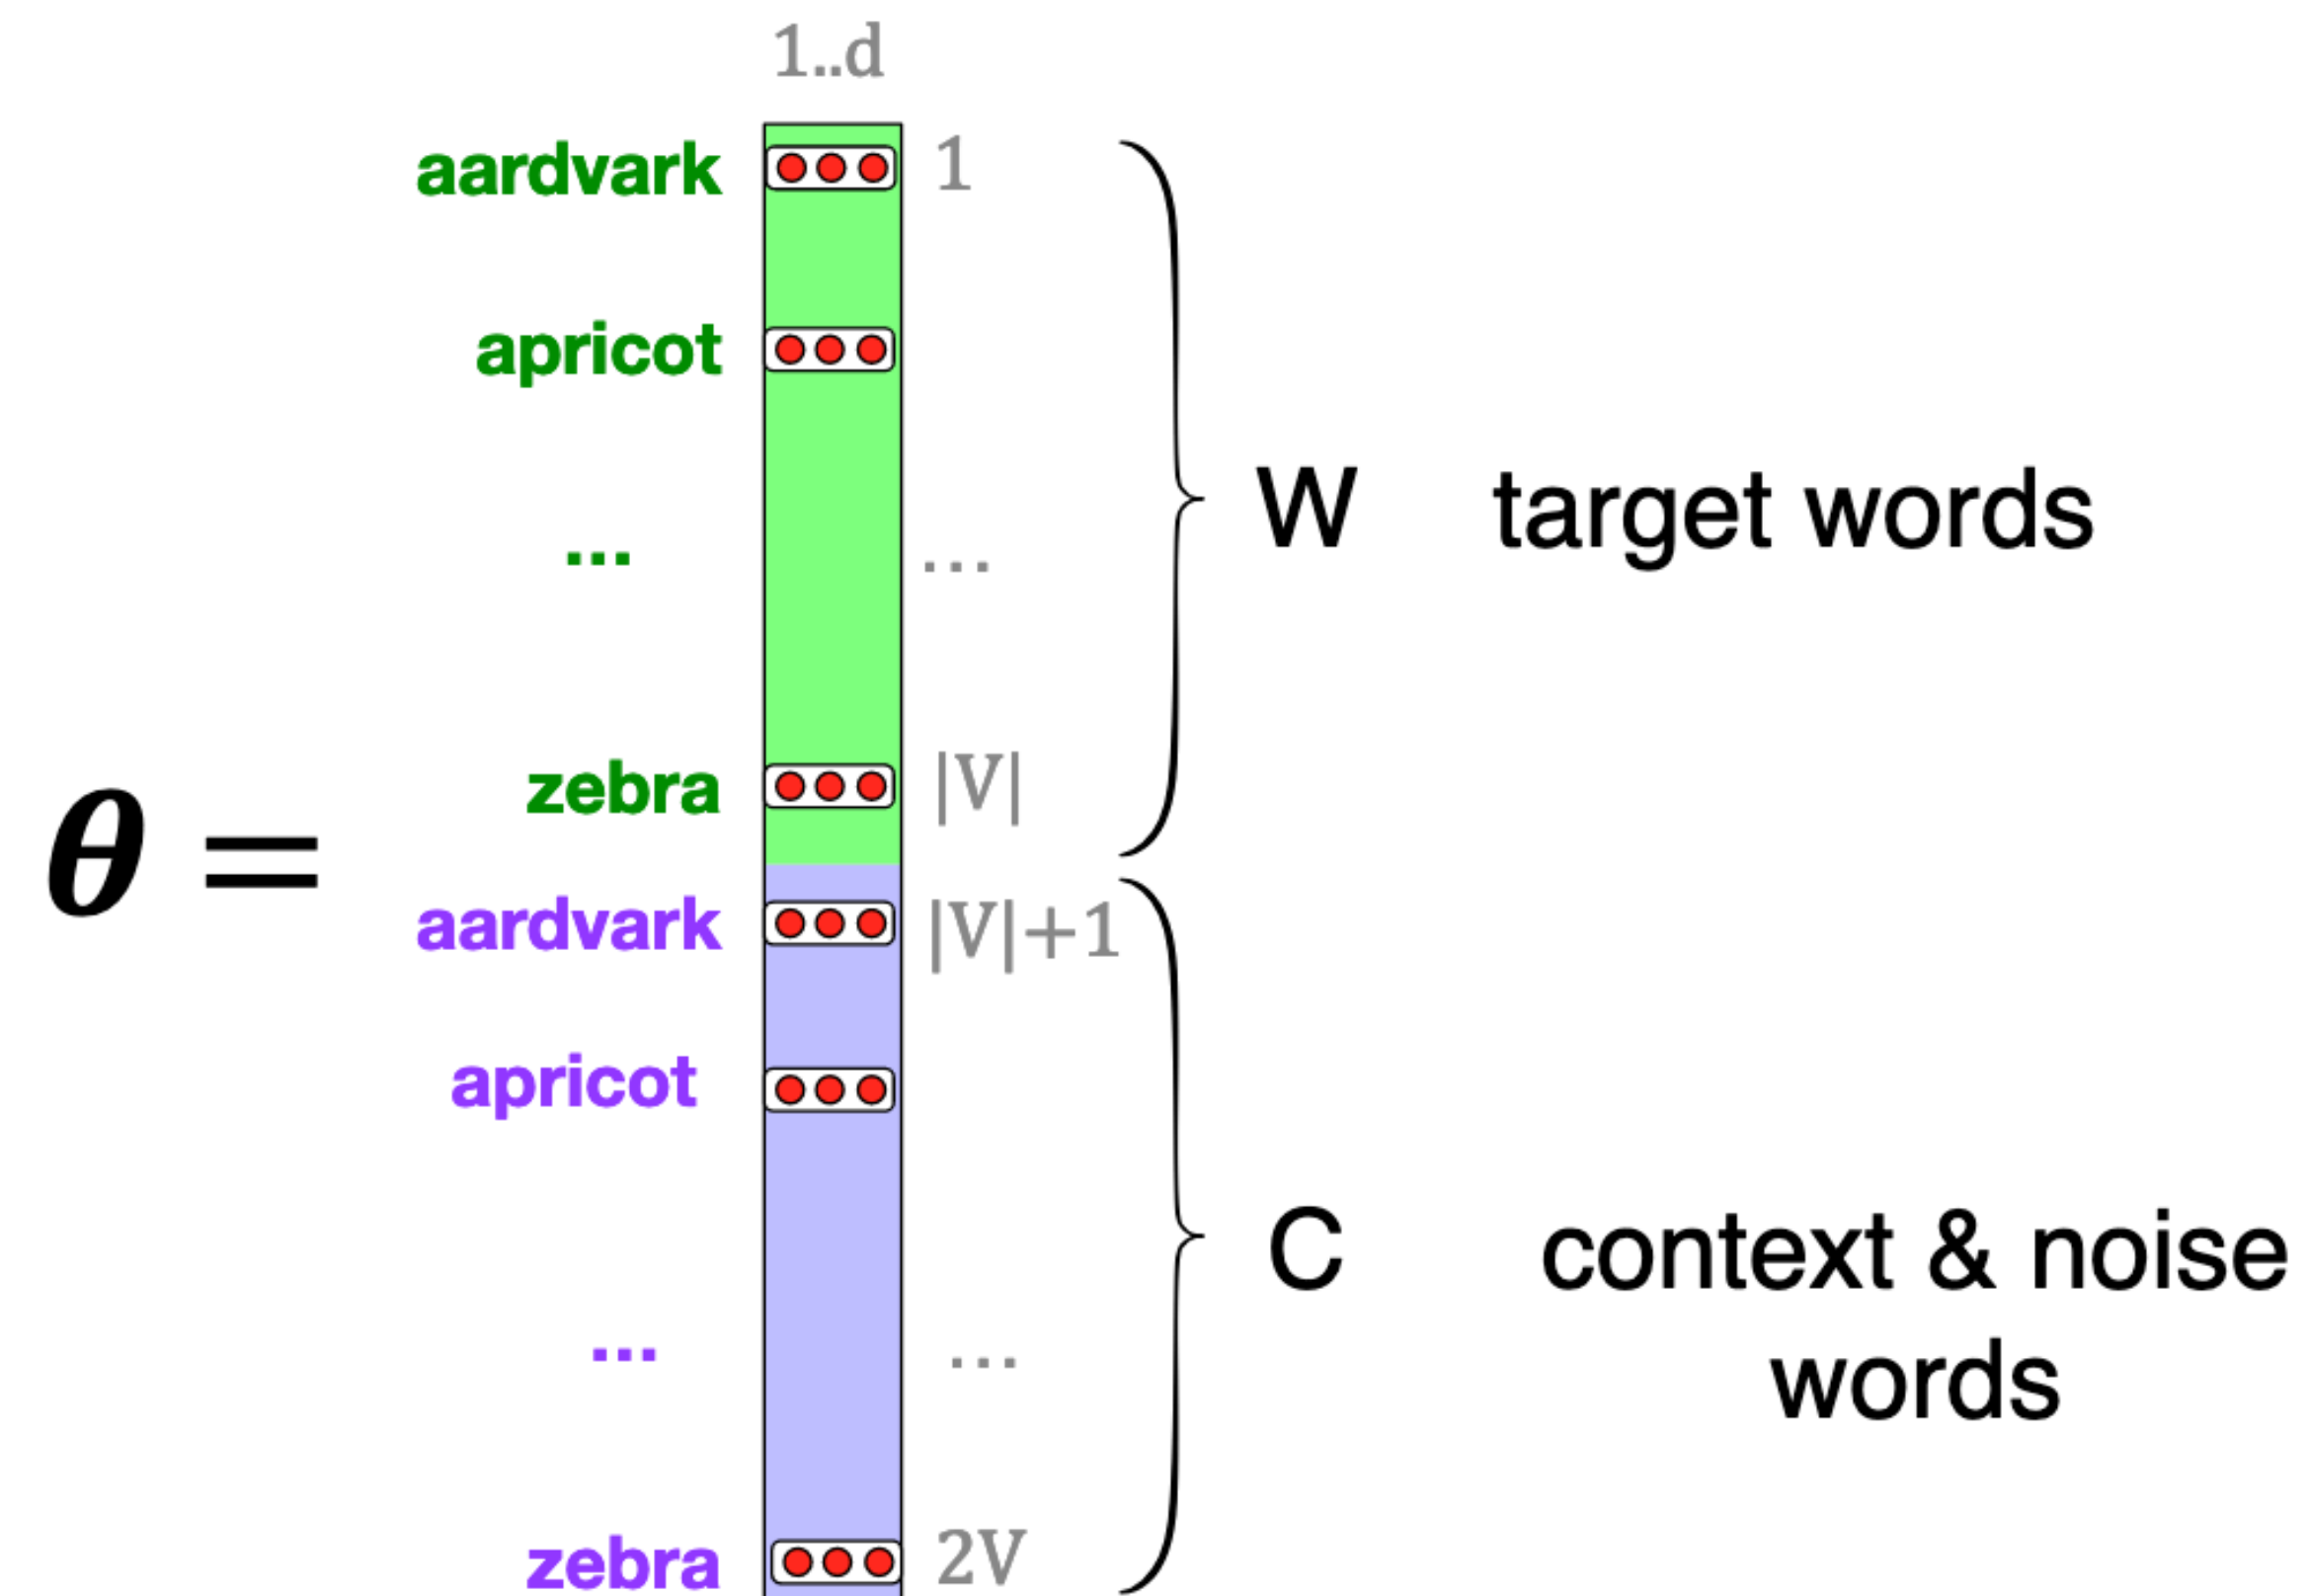 1..d
aardvark 1
apricot
... ...
W target words
zebra |V|
θ =
aardvark |V|+1
apricot
C context & noise
words
... ...
zebra 2V